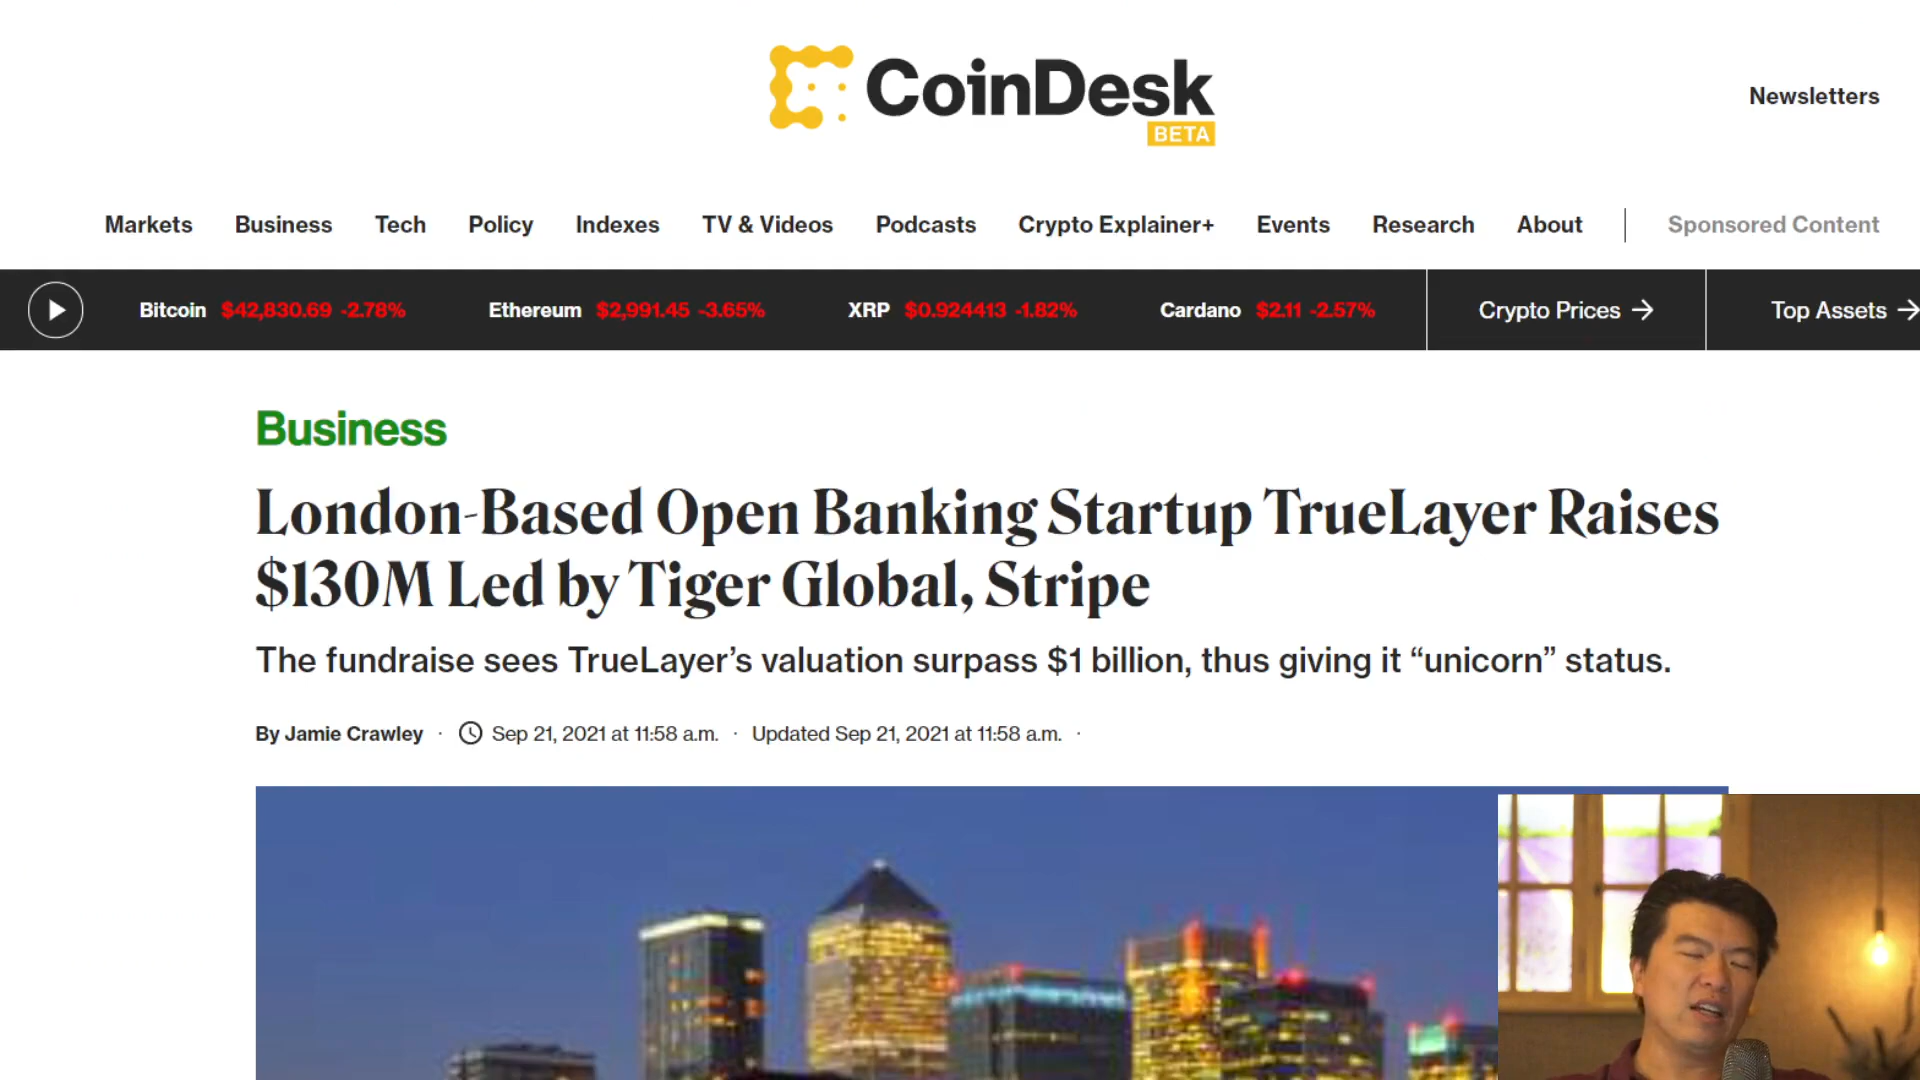 CoinDesk
BETA
Newsletters
Markets Business Tech Policy Indexes TV & Videos Podcasts Crypto Explainer+ Events Research About Sponsored Content
Bitcoin $42,830.69 -2.78% Ethereum $2,991.45 -3.65% XRP $0.924413 -1.82% Cardano $2.11 -2.57% Crypto Prices → Top Assets →
Business
London-Based Open Banking Startup TrueLayer Raises
$130M Led by Tiger Global, Stripe
The fundraise sees TrueLayer’s valuation surpass $1 billion, thus giving it “unicorn” status.
By Jamie Crawley · Sep 21, 2021 at 11:58 a.m. · Updated Sep 21, 2021 at 11:58 a.m. ·